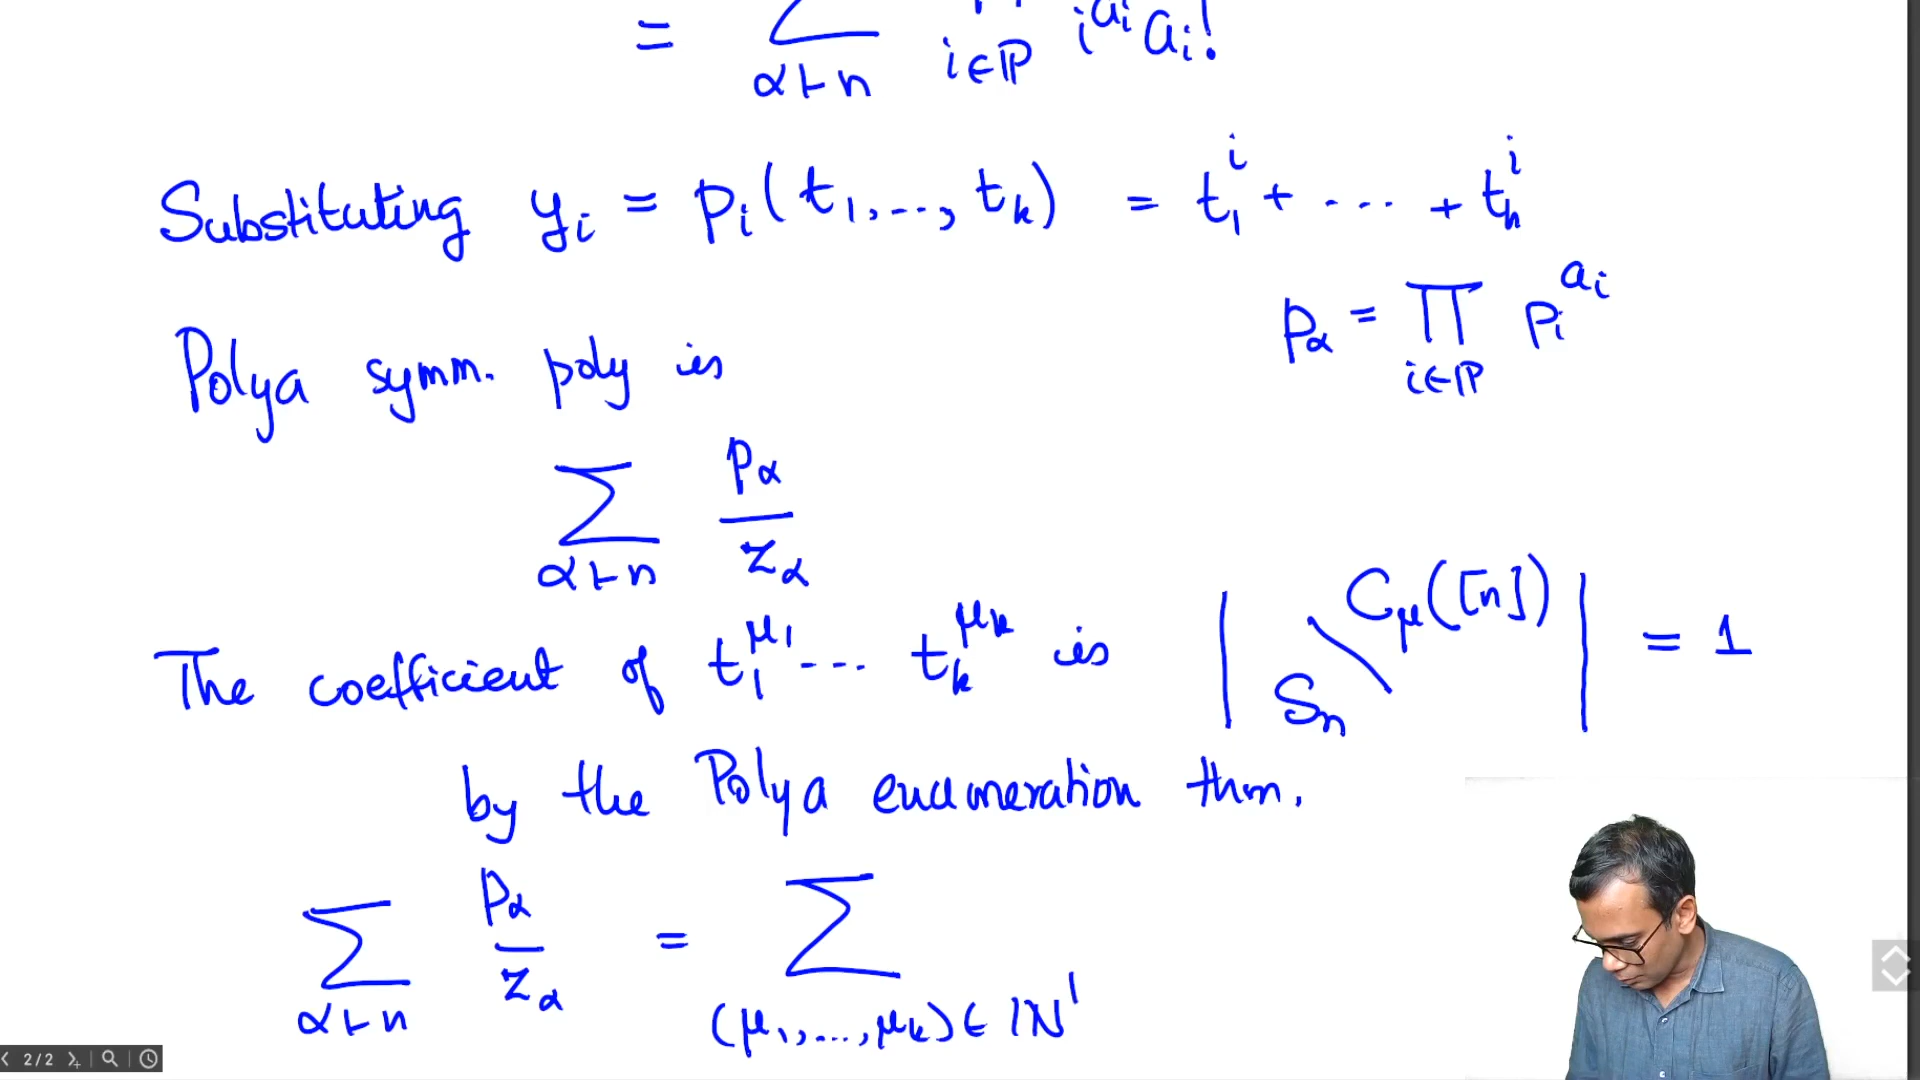 = ∑_{α⊢n} i∈ℙ i^{a_i} a_i!
Substituting y_i = p_i(t_1,...,t_k) = t_1^i + ... + t_k^i
p_α = ∏_{i∈ℙ} p_i^{a_i}
Polya symm. poly is
∑_{α⊢n} p_α / z_α
The coefficient of t_1^{μ_1} ... t_k^{μ_k} is | S_n \ C_μ([n]) | = 1
by the Polya enumeration thm.
∑_{α⊢n} p_α / z_α = ∑_{(μ_1,...,μ_k) ∈ ℕ^|}
2/2